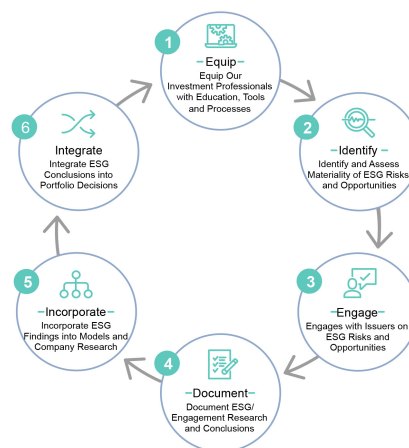 1
Equip
Equip Our
Investment Professionals
with Education, Tools
and Processes
2
Identify
Identify and Assess
Materiality of ESG Risks
and Opportunities
3
Engage
Engages with Issuers on
ESG Risks and
Opportunities
4
Document
Document ESG/
Engagement Research
and Conclusions
5
Incorporate
Incorporate ESG
Findings into Models and
Company Research
6
Integrate
Integrate ESG
Conclusions into
Portfolio Decisions